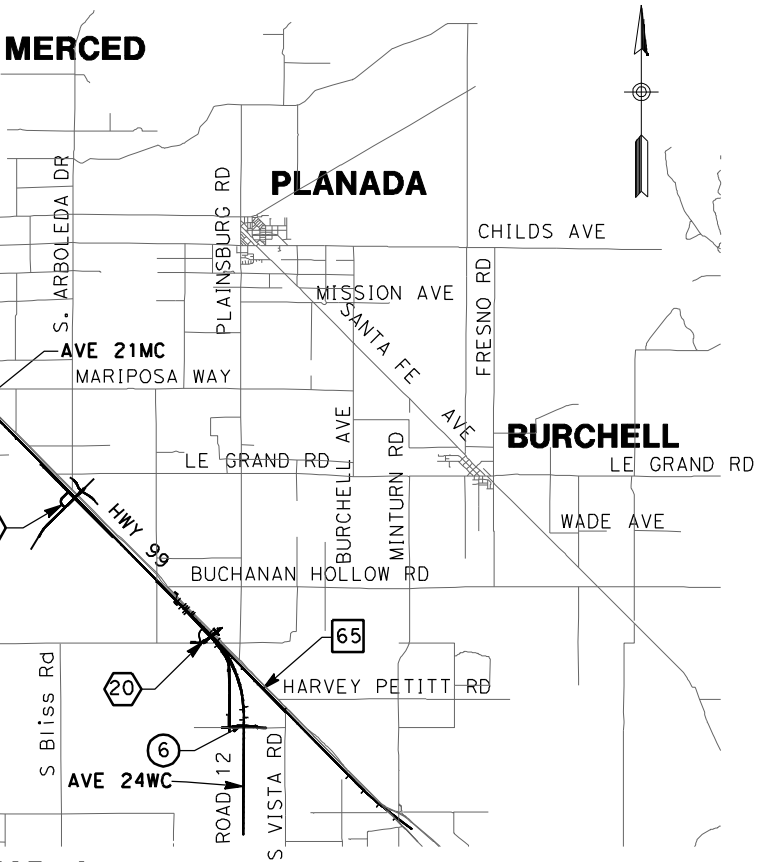 MERCED
S. ARBOLEDA DR
PLAINSBURG RD
PLANADA
CHILDS AVE
FRESNO RD
MISSION AVE
SANTA FE AVE
AVE 21MC
MARIPOSA WAY
BURCHELL AVE
MINTURN RD
BURCHELL
LE GRAND RD
LE GRAND RD
HWY 99
WADE AVE
BUCHANAN HOLLOW RD
65
S Bliss Rd
20
HARVEY PETITT RD
6
ROAD 12
S VISTA RD
AVE 24WC